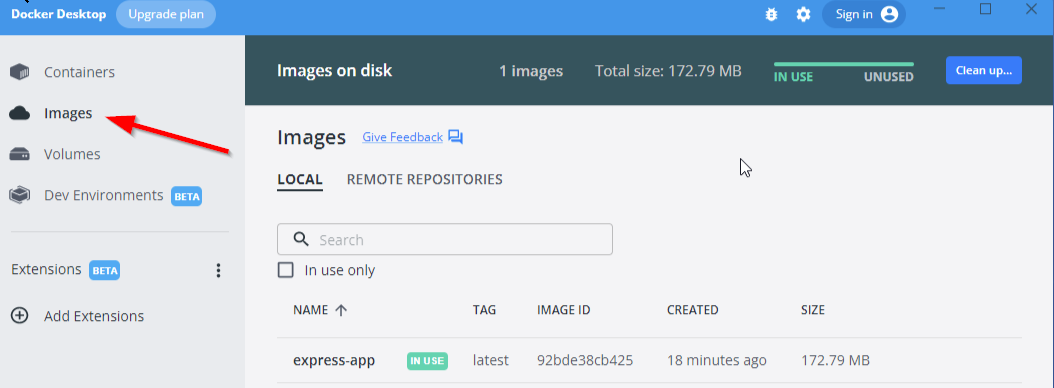 Docker Desktop Upgrade plan Sign in
Containers
Images
Volumes
Dev Environments BETA
Extensions BETA
Add Extensions
Images on disk 1 images Total size: 172.79 MB IN USE UNUSED Clean up...
Images Give Feedback
LOCAL REMOTE REPOSITORIES
Search
In use only
NAME TAG IMAGE ID CREATED SIZE
express-app IN USE latest 92bde38cb425 18 minutes ago 172.79 MB